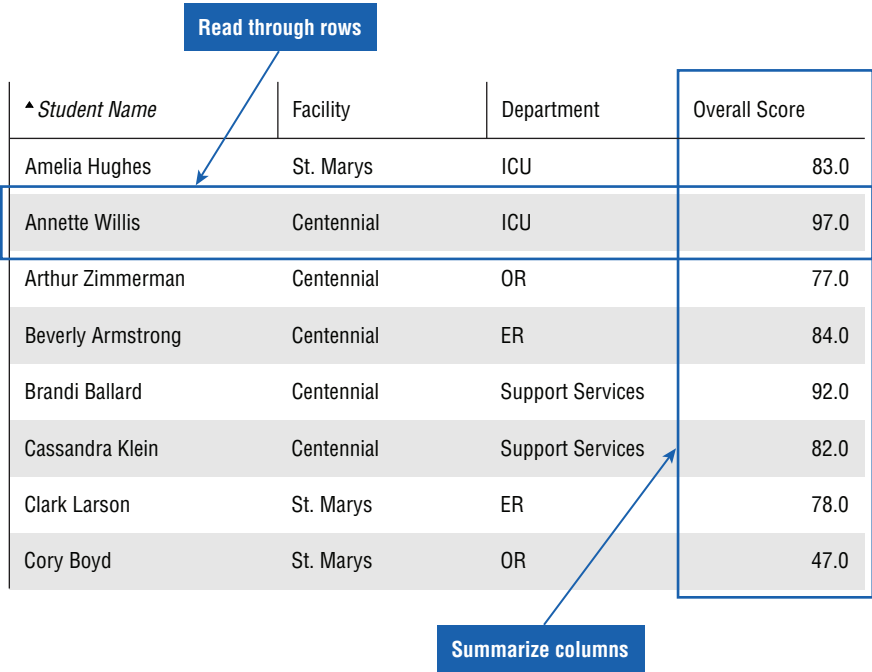 Read through rows
Student Name Facility Department Overall Score
Amelia Hughes St. Marys ICU 83.0
Annette Willis Centennial ICU 97.0
Arthur Zimmerman Centennial OR 77.0
Beverly Armstrong Centennial ER 84.0
Brandi Ballard Centennial Support Services 92.0
Cassandra Klein Centennial Support Services 82.0
Clark Larson St. Marys ER 78.0
Cory Boyd St. Marys OR 47.0
Summarize columns